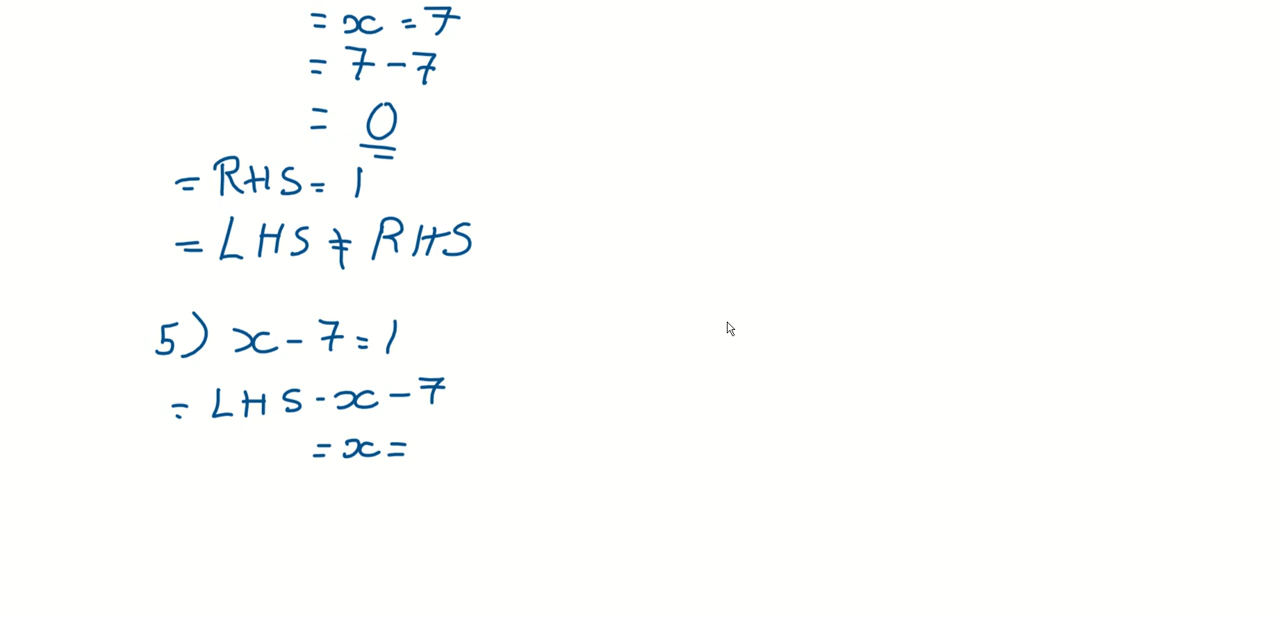 = x = 7
= 7 - 7
= 0
= RHS = 1
= LHS ≠ RHS
5) x - 7 = 1
= LHS - x - 7
= x =